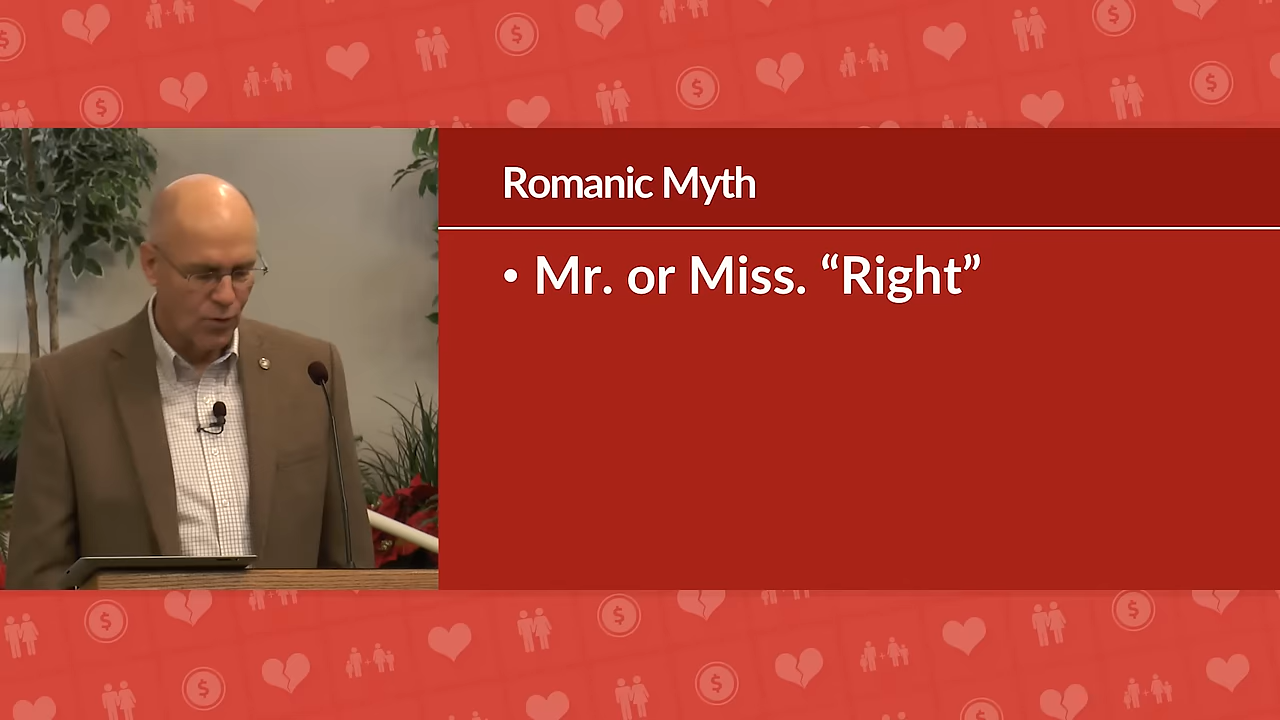 Romanic Myth
• Mr. or Miss. “Right”